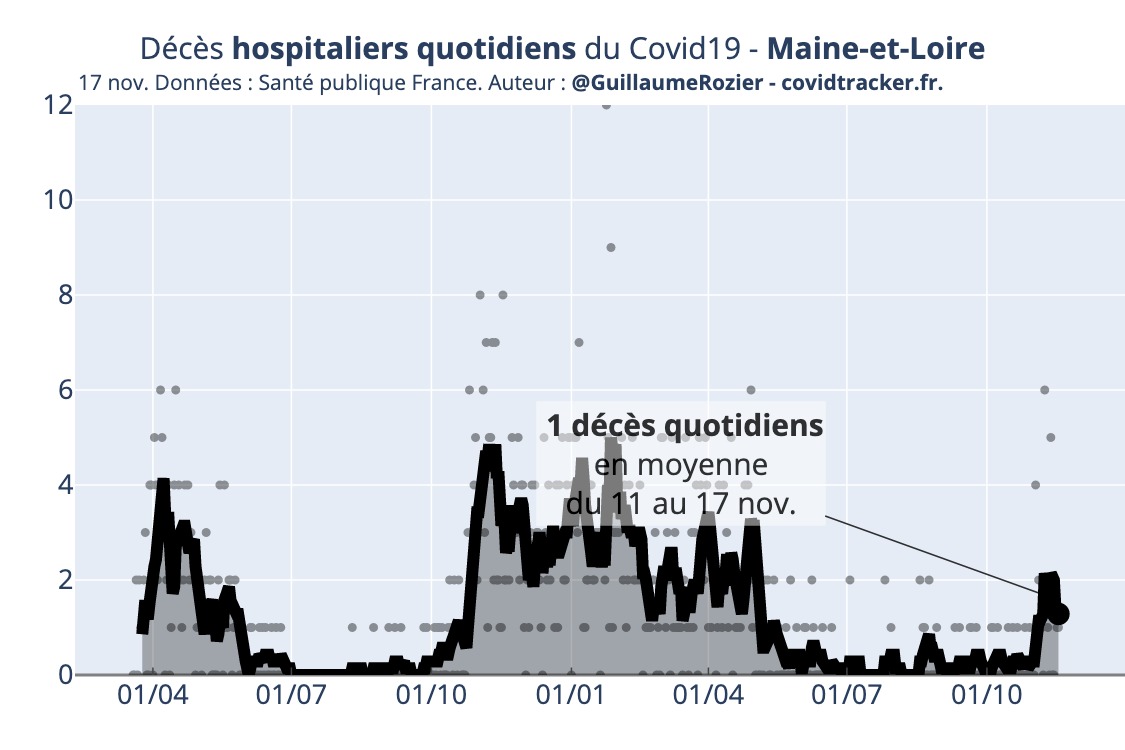 Décès hospitaliers quotidiens du Covid19 - Maine-et-Loire
17 nov. Données : Santé publique France. Auteur : @GuillaumeRozier - covidtracker.fr.
12
10
8
6
1 décès quotidiens
en moyenne
du 11 au 17 nov.
4
2
0
01/04 01/07 01/10 01/01 01/04 01/07 01/10